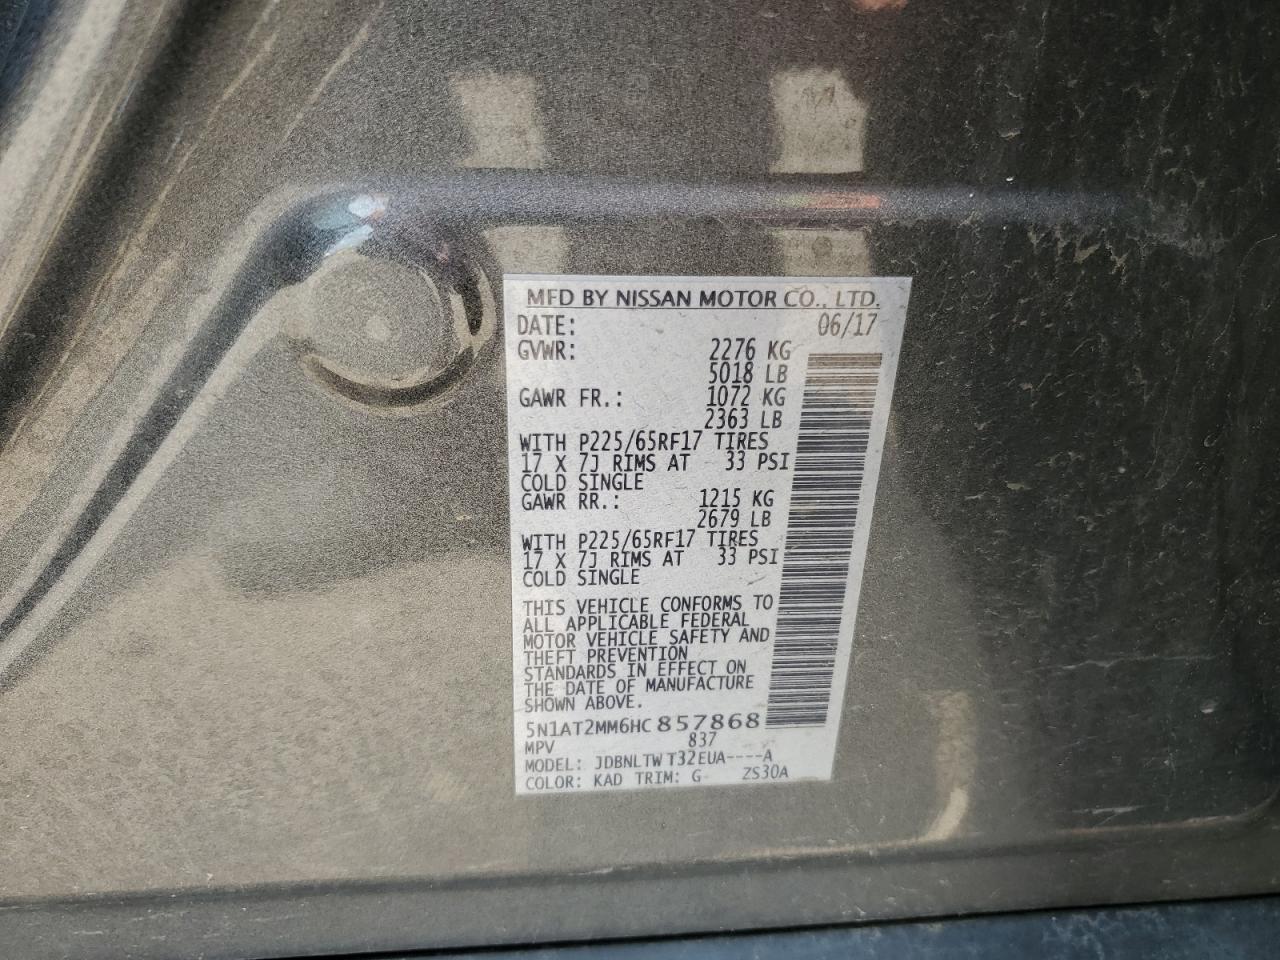 MFD BY NISSAN MOTOR CO., LTD.
DATE: 06/17
GVWR: 2276 KG
5018 LB
GAWR FR.: 1072 KG
2363 LB
WITH P225/65RF17 TIRES
17 X 7J RIMS AT 33 PSI
COLD SINGLE
GAWR RR.: 1215 KG
2679 LB
WITH P225/65RF17 TIRES
17 X 7J RIMS AT 33 PSI
COLD SINGLE
THIS VEHICLE CONFORMS TO
ALL APPLICABLE FEDERAL
MOTOR VEHICLE SAFETY AND
THEFT PREVENTION
STANDARDS IN EFFECT ON
THE DATE OF MANUFACTURE
SHOWN ABOVE.
5N1AT2MM6HC857868
MPV 837
MODEL: JDBNLTW T32EUA----A
COLOR: KAD TRIM: G ZS30A